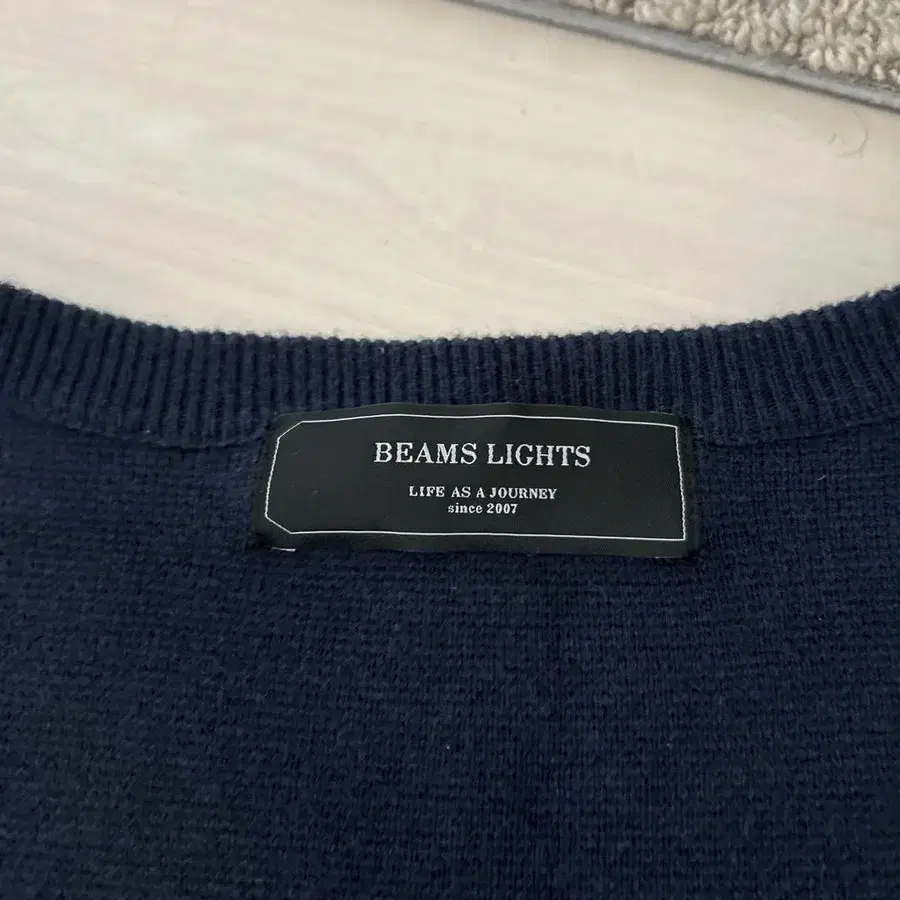 BEAMS LIGHTS
LIFE AS A JOURNEY
since 2007